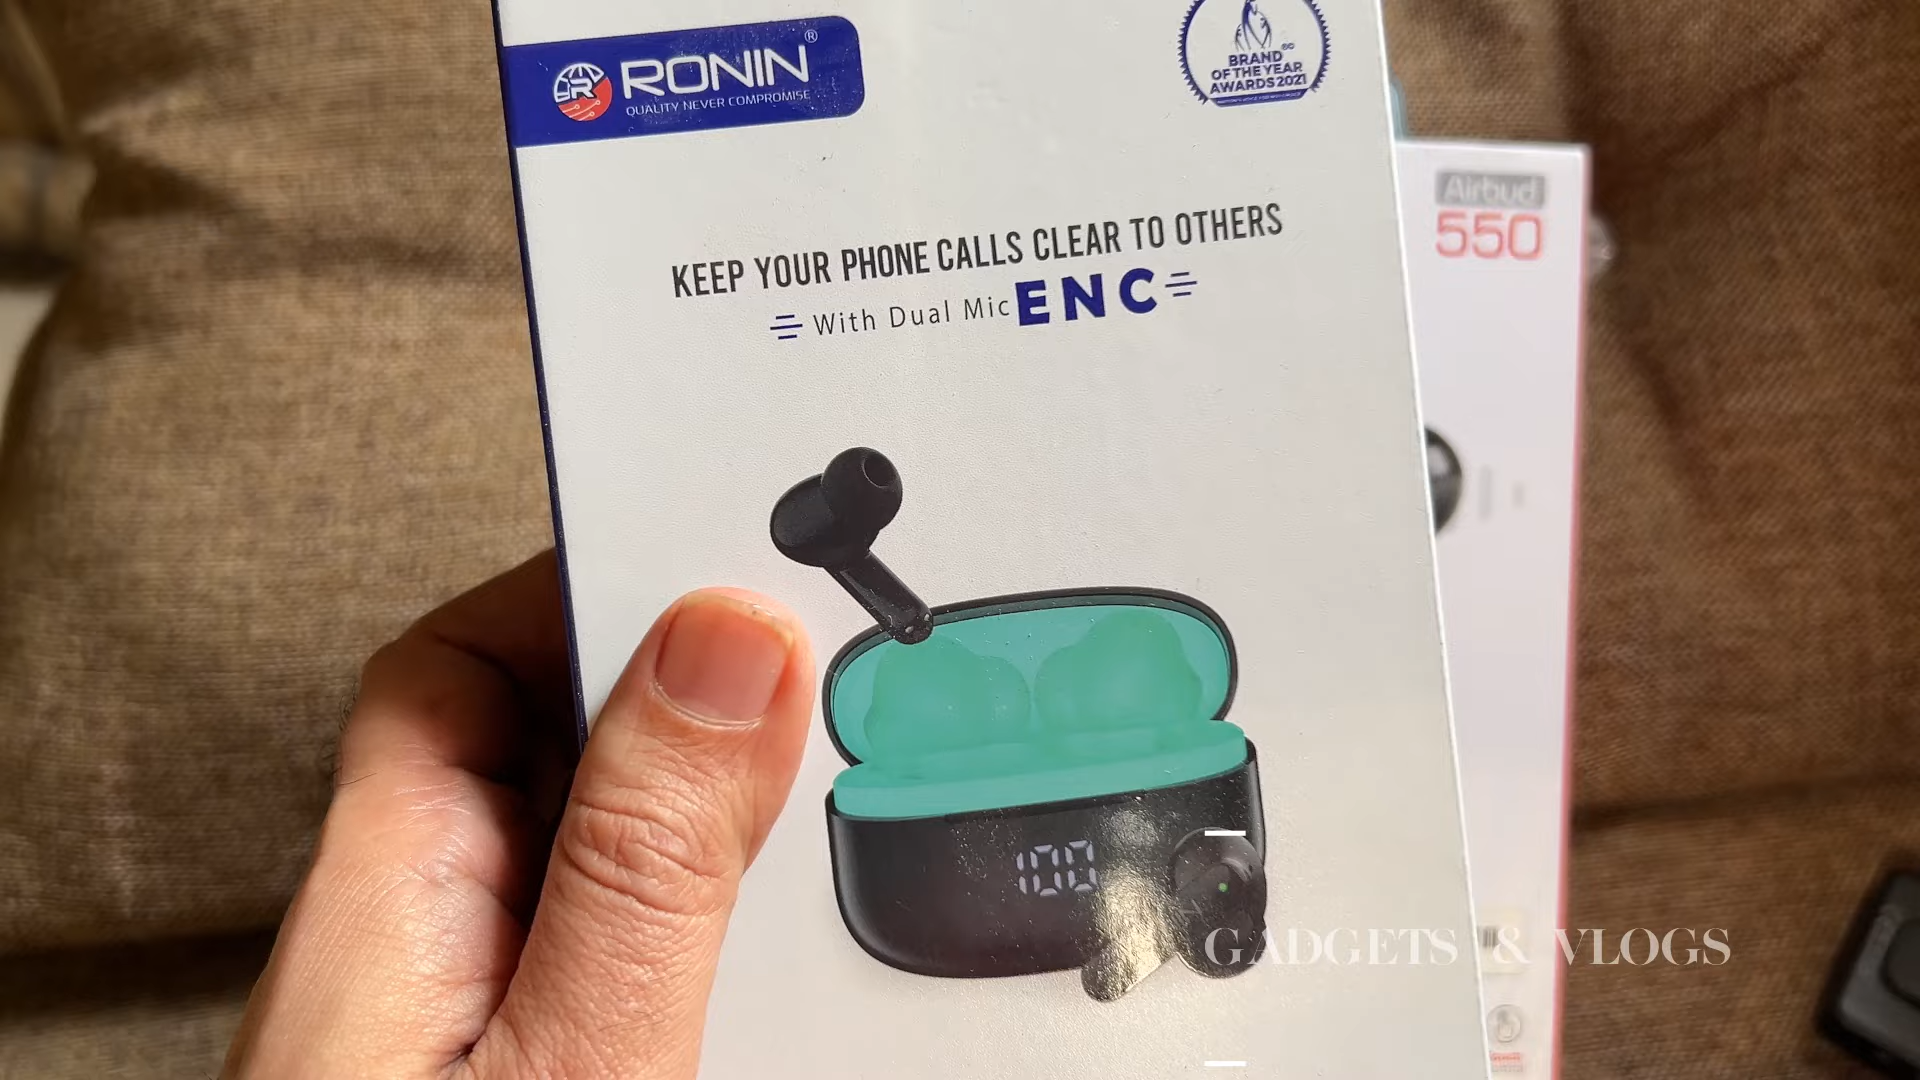 RONIN®
QUALITY NEVER COMPROMISE
BRAND
OF THE YEAR
AWARDS 2021
Airbud
550
KEEP YOUR PHONE CALLS CLEAR TO OTHERS
With Dual Mic ENC
100
GADGETS & VLOGS